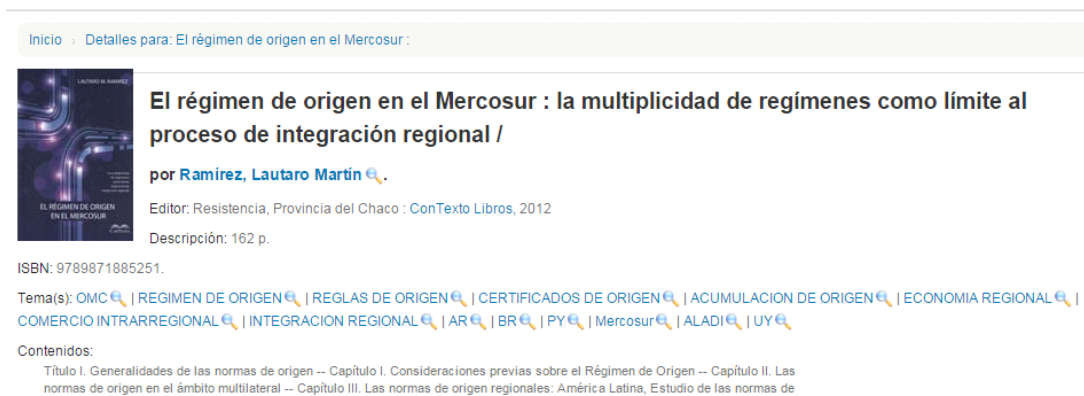 Inicio › Detalles para: El régimen de origen en el Mercosur :
LAUTARO M. RAMÍREZ
EL RÉGIMEN DE ORIGEN
EN EL MERCOSUR
El régimen de origen en el Mercosur : la multiplicidad de regímenes como límite al
proceso de integración regional /
por Ramírez, Lautaro Martín .
Editor: Resistencia, Provincia del Chaco : ConTexto Libros, 2012
Descripción: 162 p.
ISBN: 9789871885251.
Tema(s): OMC | REGIMEN DE ORIGEN | REGLAS DE ORIGEN | CERTIFICADOS DE ORIGEN | ACUMULACION DE ORIGEN | ECONOMIA REGIONAL |
COMERCIO INTRARREGIONAL | INTEGRACION REGIONAL | AR | BR | PY | Mercosur | ALADI | UY
Contenidos:
Título I. Generalidades de las normas de origen -- Capítulo I. Consideraciones previas sobre el Régimen de Origen -- Capítulo II. Las
normas de origen en el ámbito multilateral -- Capítulo III. Las normas de origen regionales: América Latina, Estudio de las normas de